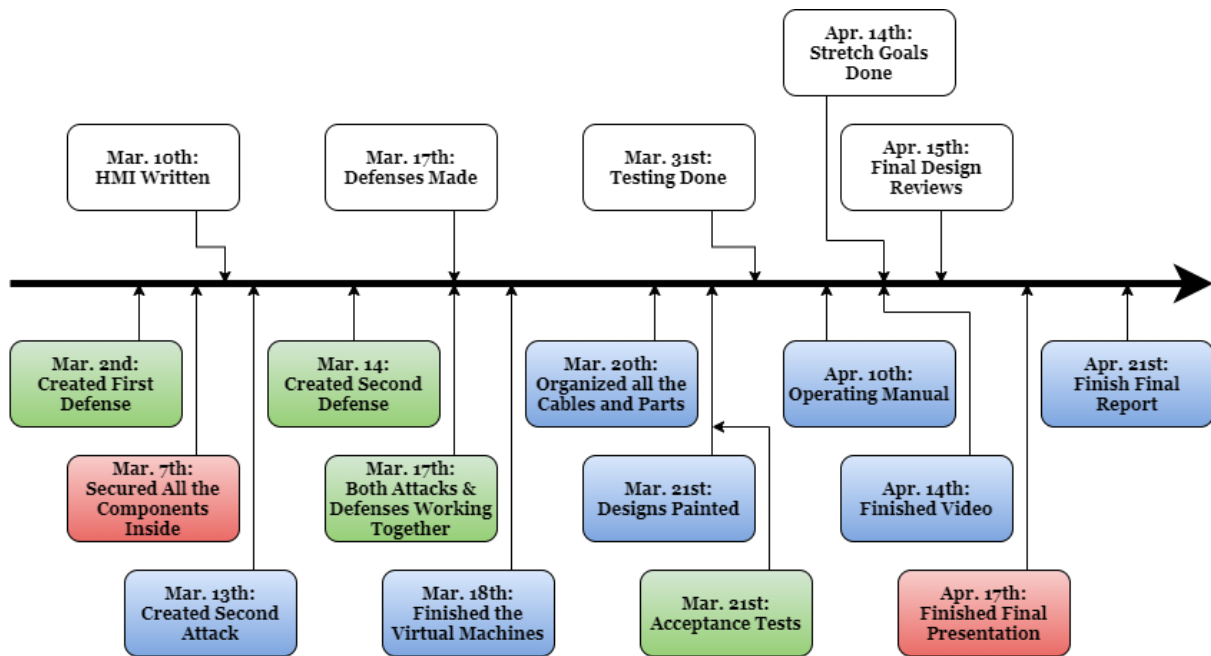 Apr. 14th:
Stretch Goals
Done
Mar. 10th:
HMI Written
Mar. 17th:
Defenses Made
Mar. 31st:
Testing Done
Apr. 15th:
Final Design
Reviews
Mar. 2nd:
Created First
Defense
Mar. 14:
Created Second
Defense
Mar. 20th:
Organized all the
Cables and Parts
Apr. 10th:
Operating Manual
Apr. 21st:
Finish Final
Report
Mar. 7th:
Secured All the
Components
Inside
Mar. 17th:
Both Attacks &
Defenses Working
Together
Mar. 21st:
Designs Painted
Apr. 14th:
Finished Video
Mar. 13th:
Created Second
Attack
Mar. 18th:
Finished the
Virtual Machines
Mar. 21st:
Acceptance Tests
Apr. 17th:
Finished Final
Presentation